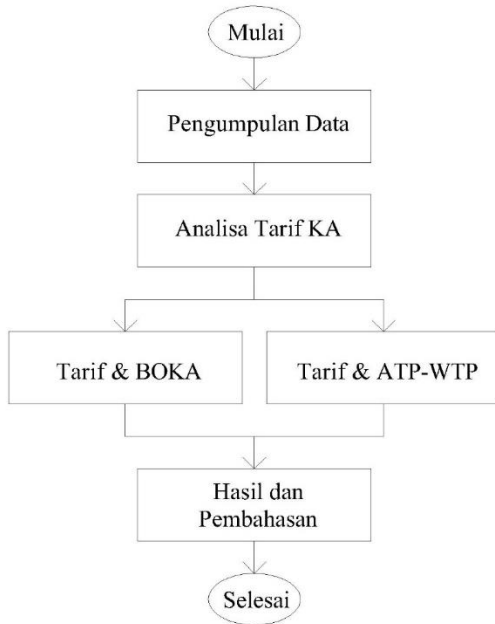 Mulai
Pengumpulan Data
Analisa Tarif KA
Tarif & BOKA
Tarif & ATP-WTP
Hasil dan
Pembahasan
Selesai